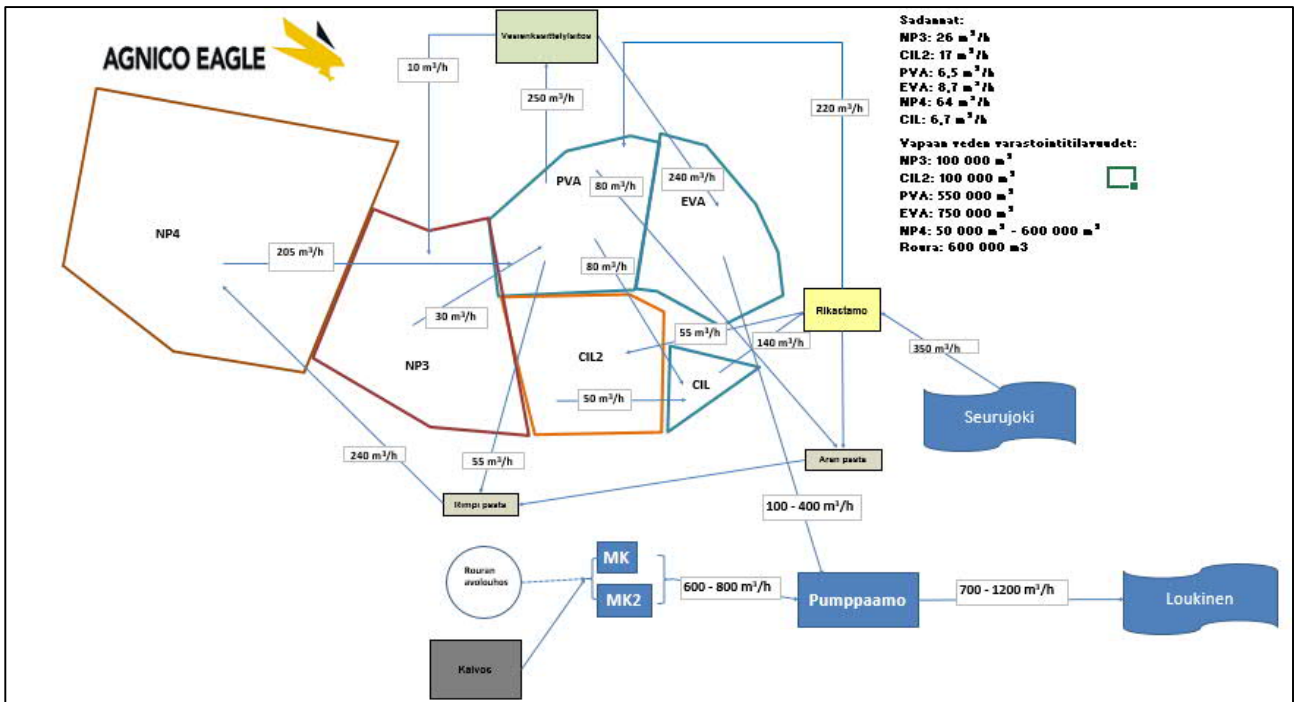 AGNICO EAGLE
Vedenkäsittelylaitos
10 m³/h
250 m³/h
220 m³/h
Sadannat:
NP3: 26 m³/h
CIL2: 17 m³/h
PVA: 6,5 m³/h
EVA: 8,7 m³/h
NP4: 64 m³/h
CIL: 6,7 m³/h
Vapaan veden varastointitilavuudet:
NP3: 100 000 m³
CIL2: 100 000 m³
PVA: 550 000 m³
EVA: 750 000 m³
NP4: 50 000 m³ - 600 000 m³
Roura: 600 000 m3
PVA
80 m³/h
240 m³/h
EVA
NP4
205 m³/h
80 m³/h
30 m³/h
NP3
CIL2
55 m³/h
140 m³/h
Rikastamo
350 m³/h
CIL
50 m³/h
Seurujoki
240 m³/h
55 m³/h
Aran pasta
Rimpi pasta
100 - 400 m³/h
Rouran
avolouhos
MK
MK2
600 - 800 m³/h
Pumppaamo
700 - 1200 m³/h
Loukinen
Kaivos